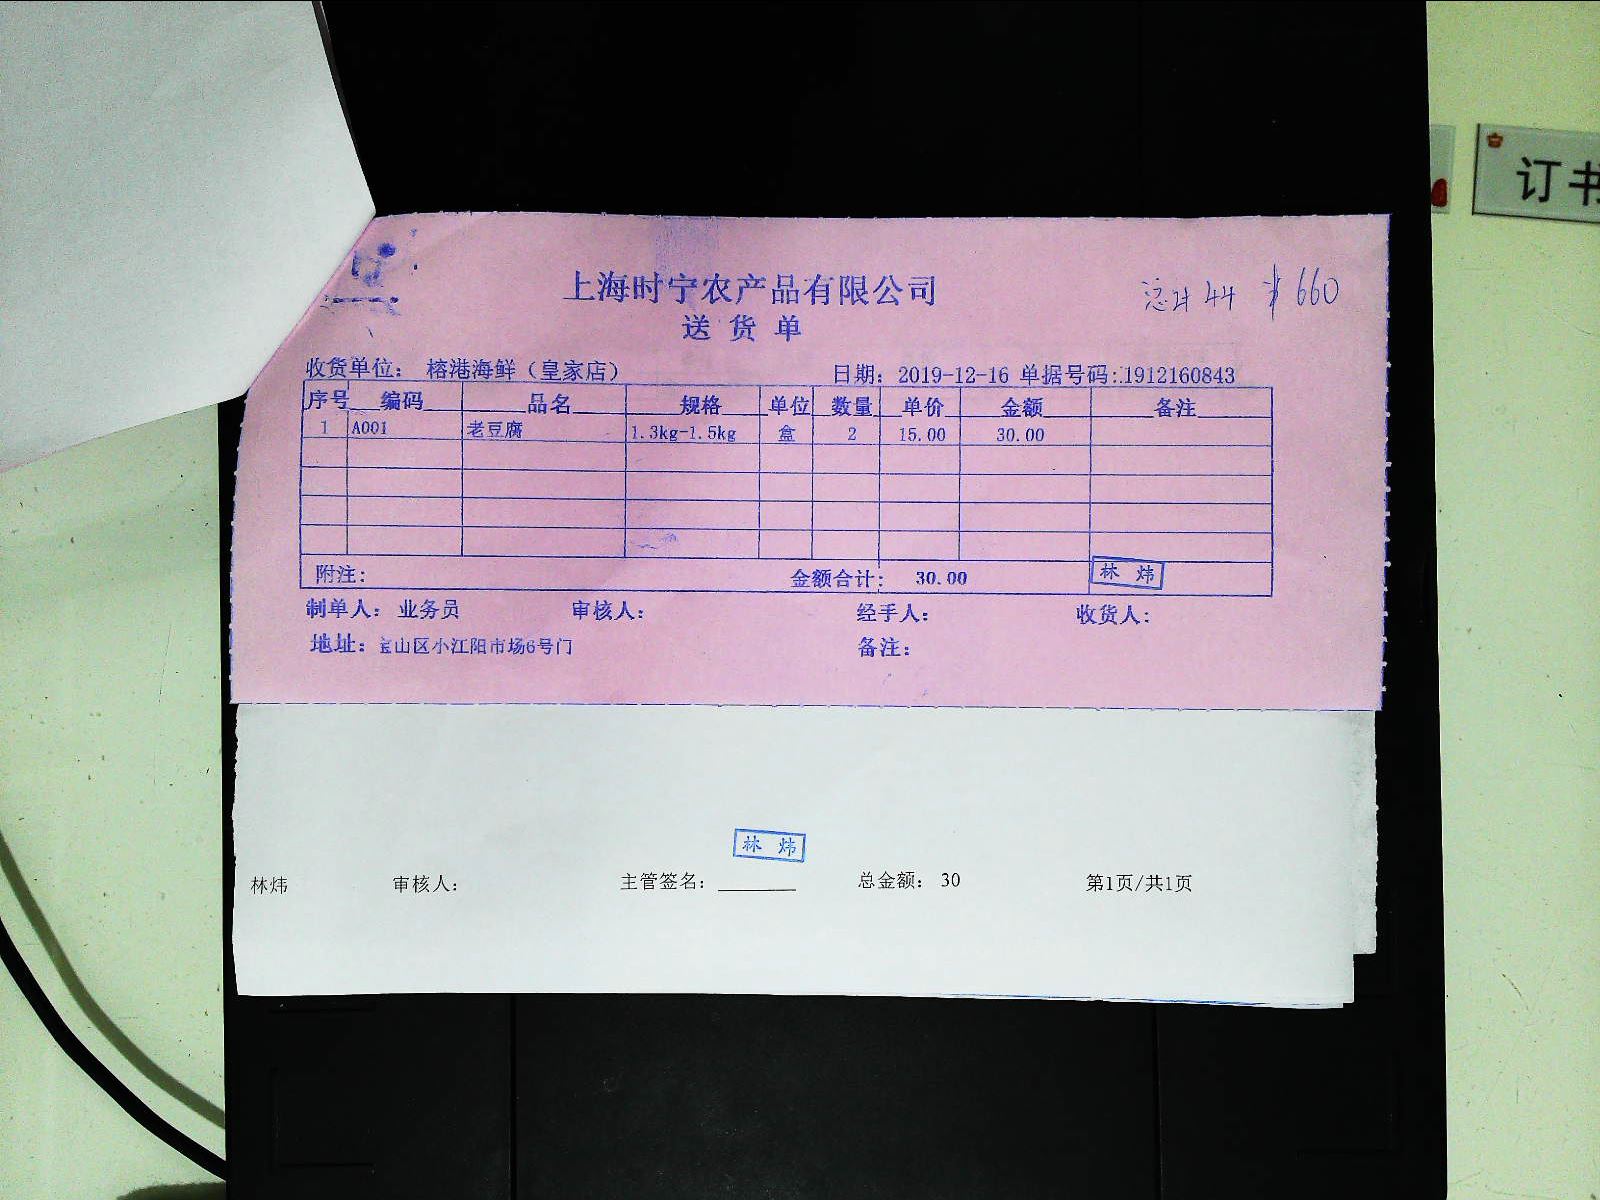 订书
上海时宁农产品有限公司
总计 44 ¥660
送货单
收货单位： 榕港海鲜（皇家店） 日期： 2019-12-16 单据号码：1912160843
序号 编码 品名 规格 单位 数量 单价 金额 备注
1 A001 老豆腐 1.3kg-1.5kg 盒 2 15.00 30.00
附注： 金额合计： 30.00 林 炜
制单人： 业务员 审核人： 经手人： 收货人：
地址：宝山区小江阳市场6号门 备注：
林 炜
林炜 审核人： 主管签名： 总金额： 30 第1页/共1页